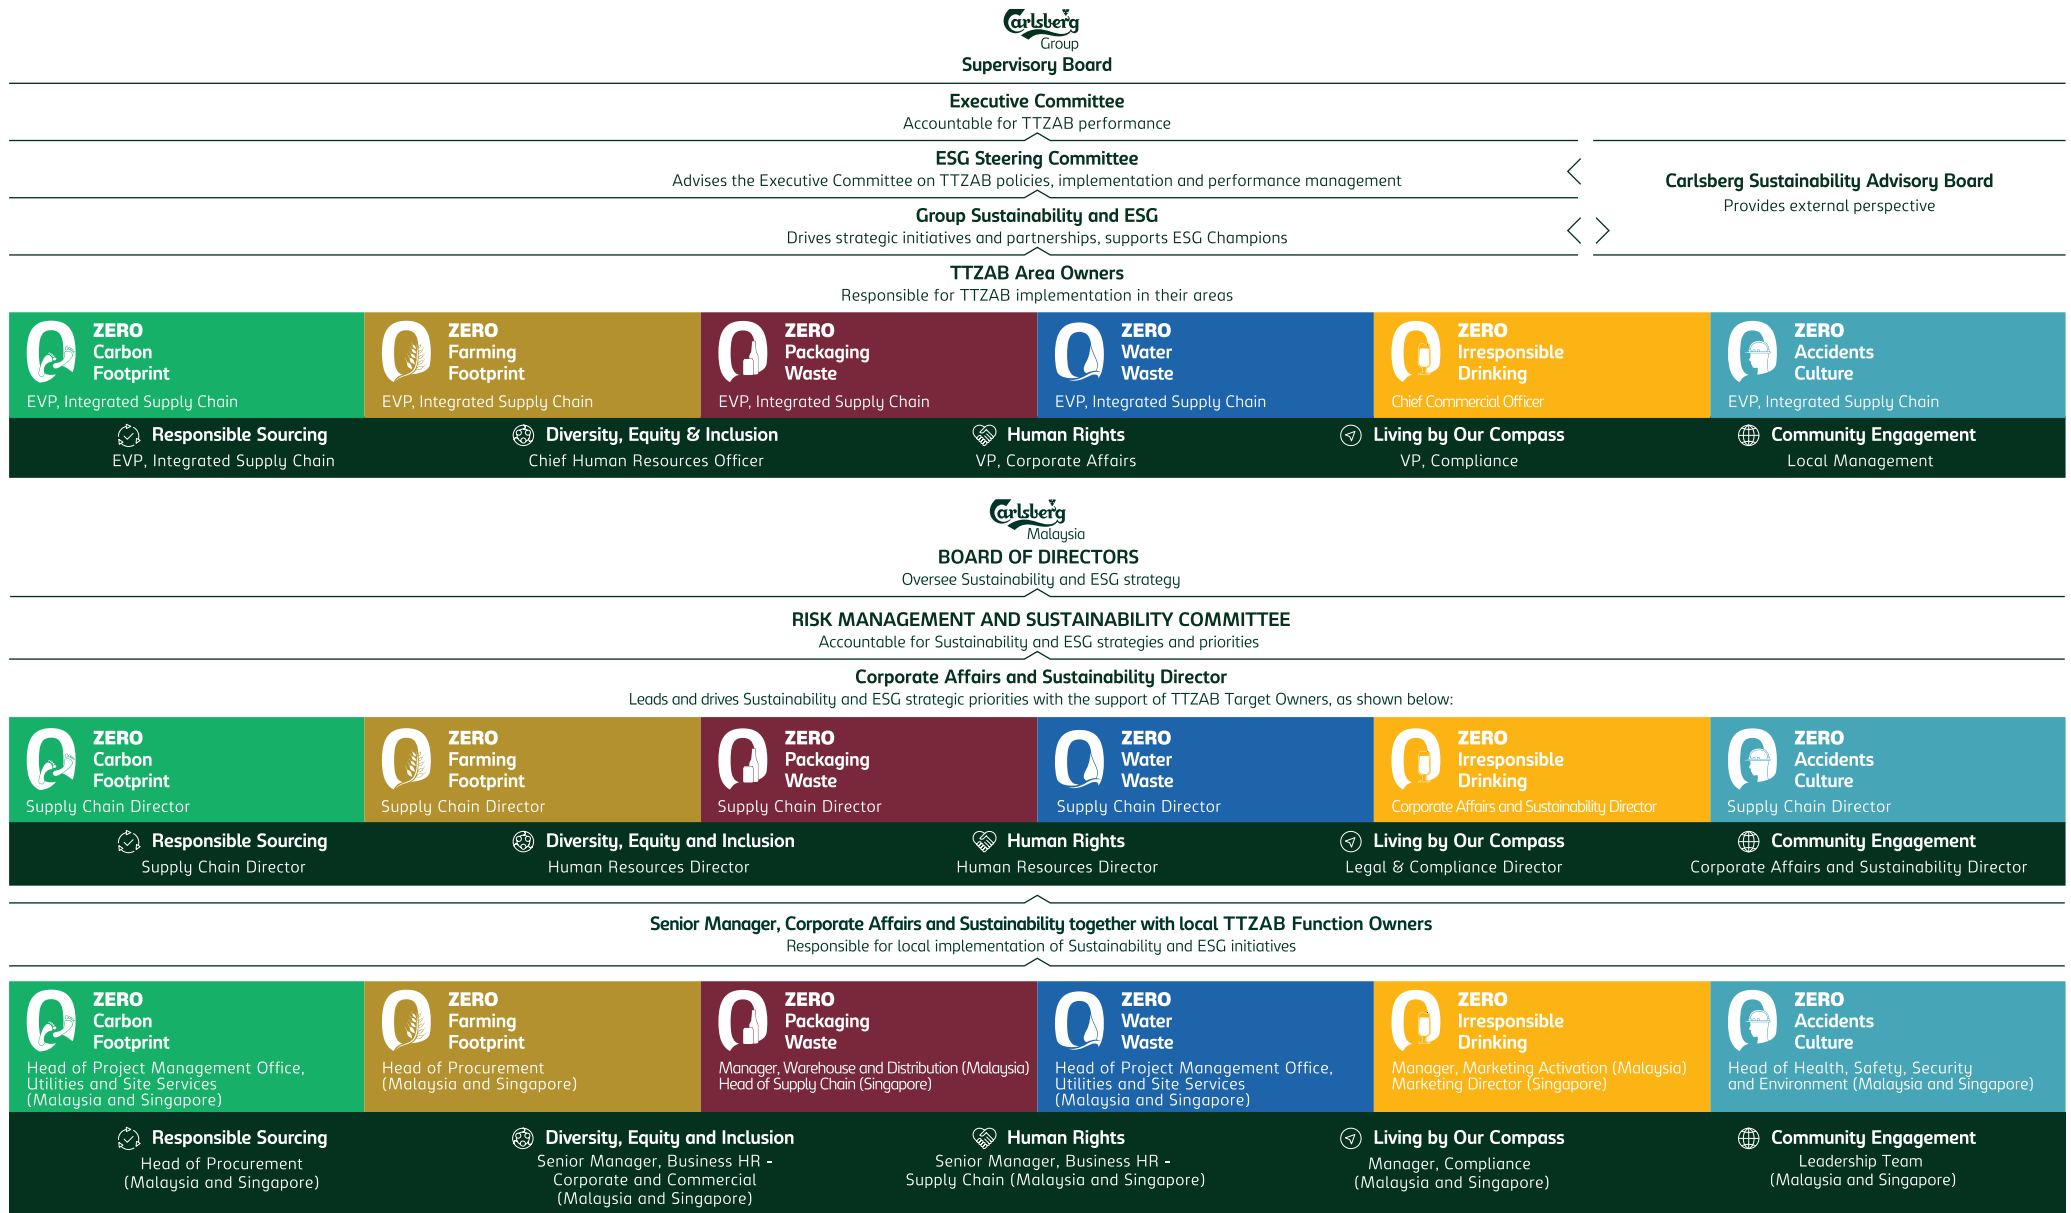 Carlsberg
Group
Supervisory Board
Executive Committee
Accountable for TTZAB performance
ESG Steering Committee
Advises the Executive Committee on TTZAB policies, implementation and performance management
Carlsberg Sustainability Advisory Board
Provides external perspective
Group Sustainability and ESG
Drives strategic initiatives and partnerships, supports ESG Champions
TTZAB Area Owners
Responsible for TTZAB implementation in their areas
ZERO
Carbon
Footprint
EVP, Integrated Supply Chain
ZERO
Farming
Footprint
EVP, Integrated Supply Chain
ZERO
Packaging
Waste
EVP, Integrated Supply Chain
ZERO
Water
Waste
EVP, Integrated Supply Chain
ZERO
Irresponsible
Drinking
Chief Commercial Officer
ZERO
Accidents
Culture
EVP, Integrated Supply Chain
Responsible Sourcing
EVP, Integrated Supply Chain
Diversity, Equity & Inclusion
Chief Human Resources Officer
Human Rights
VP, Corporate Affairs
Living by Our Compass
VP, Compliance
Community Engagement
Local Management
Carlsberg
Malaysia
BOARD OF DIRECTORS
Oversee Sustainability and ESG strategy
RISK MANAGEMENT AND SUSTAINABILITY COMMITTEE
Accountable for Sustainability and ESG strategies and priorities
Corporate Affairs and Sustainability Director
Leads and drives Sustainability and ESG strategic priorities with the support of TTZAB Target Owners, as shown below:
ZERO
Carbon
Footprint
Supply Chain Director
ZERO
Farming
Footprint
Supply Chain Director
ZERO
Packaging
Waste
Supply Chain Director
ZERO
Water
Waste
Supply Chain Director
ZERO
Irresponsible
Drinking
Corporate Affairs and Sustainability Director
ZERO
Accidents
Culture
Supply Chain Director
Responsible Sourcing
Supply Chain Director
Diversity, Equity and Inclusion
Human Resources Director
Human Rights
Human Resources Director
Living by Our Compass
Legal & Compliance Director
Community Engagement
Corporate Affairs and Sustainability Director
Senior Manager, Corporate Affairs and Sustainability together with local TTZAB Function Owners
Responsible for local implementation of Sustainability and ESG initiatives
ZERO
Carbon
Footprint
Head of Project Management Office,
Utilities and Site Services
(Malaysia and Singapore)
ZERO
Farming
Footprint
Head of Procurement
(Malaysia and Singapore)
ZERO
Packaging
Waste
Manager, Warehouse and Distribution (Malaysia)
Head of Supply Chain (Singapore)
ZERO
Water
Waste
Head of Project Management Office,
Utilities and Site Services
(Malaysia and Singapore)
ZERO
Irresponsible
Drinking
Manager, Marketing Activation (Malaysia)
Marketing Director (Singapore)
ZERO
Accidents
Culture
Head of Health, Safety, Security
and Environment (Malaysia and Singapore)
Responsible Sourcing
Head of Procurement
(Malaysia and Singapore)
Diversity, Equity and Inclusion
Senior Manager, Business HR -
Corporate and Commercial
(Malaysia and Singapore)
Human Rights
Senior Manager, Business HR -
Supply Chain (Malaysia and Singapore)
Living by Our Compass
Manager, Compliance
(Malaysia and Singapore)
Community Engagement
Leadership Team
(Malaysia and Singapore)